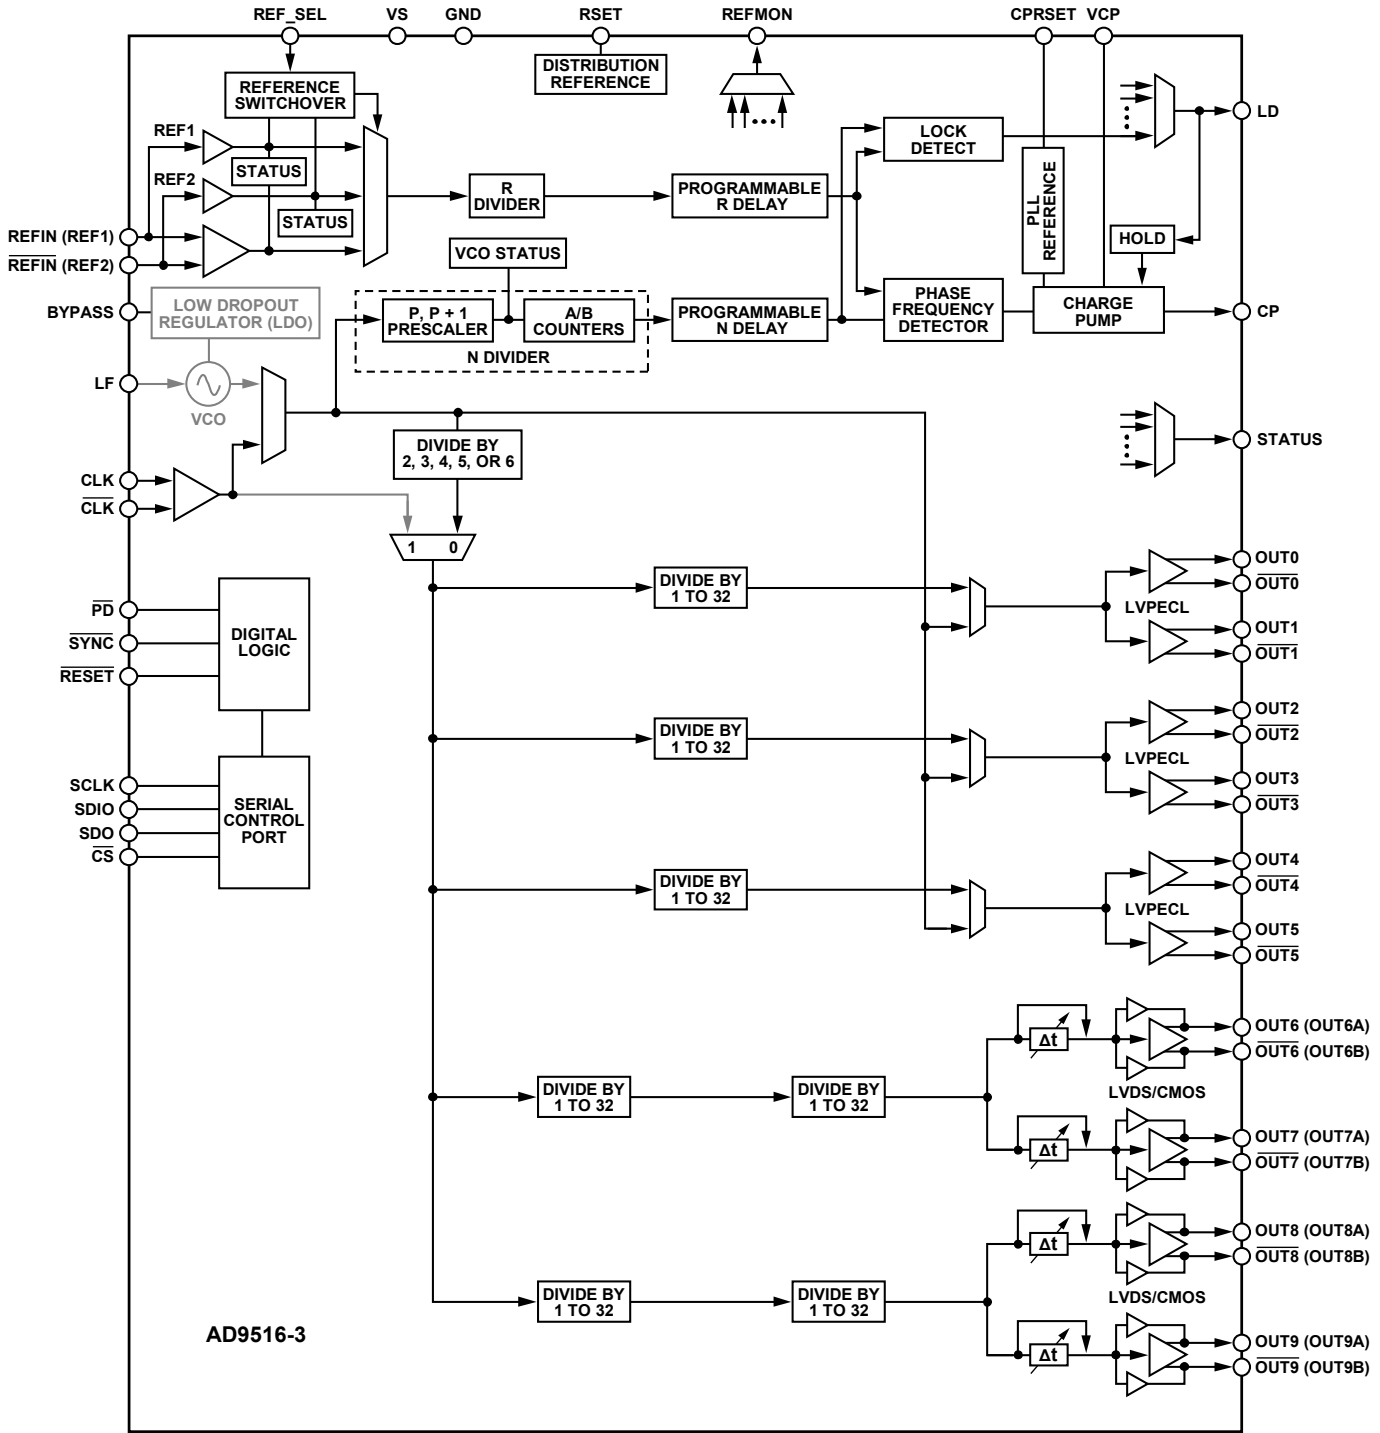 REF_SEL
VS
GND
RSET
REFMON
CPRSET
VCP
DISTRIBUTION
REFERENCE
REFERENCE
SWITCHOVER
LD
REF1
LOCK
DETECT
STATUS
REF2
R
DIVIDER
PROGRAMMABLE
R DELAY
PLL
REFERENCE
STATUS
REFIN (REF1)
REFIN (REF2)
HOLD
VCO STATUS
BYPASS
LOW DROPOUT
REGULATOR (LDO)
P, P + 1
PRESCALER
A/B
COUNTERS
N DIVIDER
PROGRAMMABLE
N DELAY
PHASE
FREQUENCY
DETECTOR
CHARGE
PUMP
CP
LF
VCO
DIVIDE BY
2, 3, 4, 5, OR 6
STATUS
CLK
CLK
1 0
DIVIDE BY
1 TO 32
LVPECL
OUT0
OUT0
OUT1
OUT1
PD
SYNC
RESET
DIGITAL
LOGIC
DIVIDE BY
1 TO 32
LVPECL
OUT2
OUT2
OUT3
OUT3
SCLK
SDIO
SDO
CS
SERIAL
CONTROL
PORT
DIVIDE BY
1 TO 32
LVPECL
OUT4
OUT4
OUT5
OUT5
DIVIDE BY
1 TO 32
DIVIDE BY
1 TO 32
Δt
Δt
LVDS/CMOS
OUT6 (OUT6A)
OUT6 (OUT6B)
OUT7 (OUT7A)
OUT7 (OUT7B)
DIVIDE BY
1 TO 32
DIVIDE BY
1 TO 32
Δt
Δt
LVDS/CMOS
OUT8 (OUT8A)
OUT8 (OUT8B)
OUT9 (OUT9A)
OUT9 (OUT9B)
AD9516-3